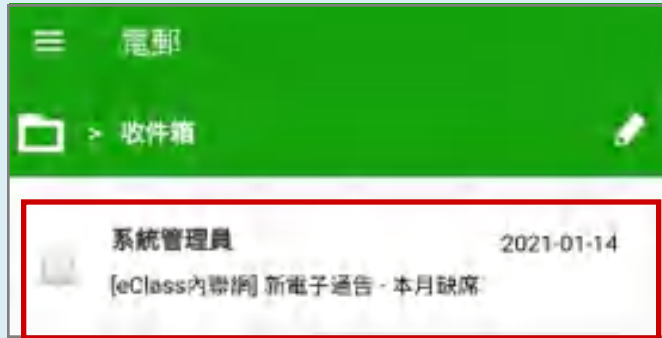 電郵
> 收件箱
系統管理員 2021-01-14
[eClass內聯網] 新電子通告 - 本月缺席